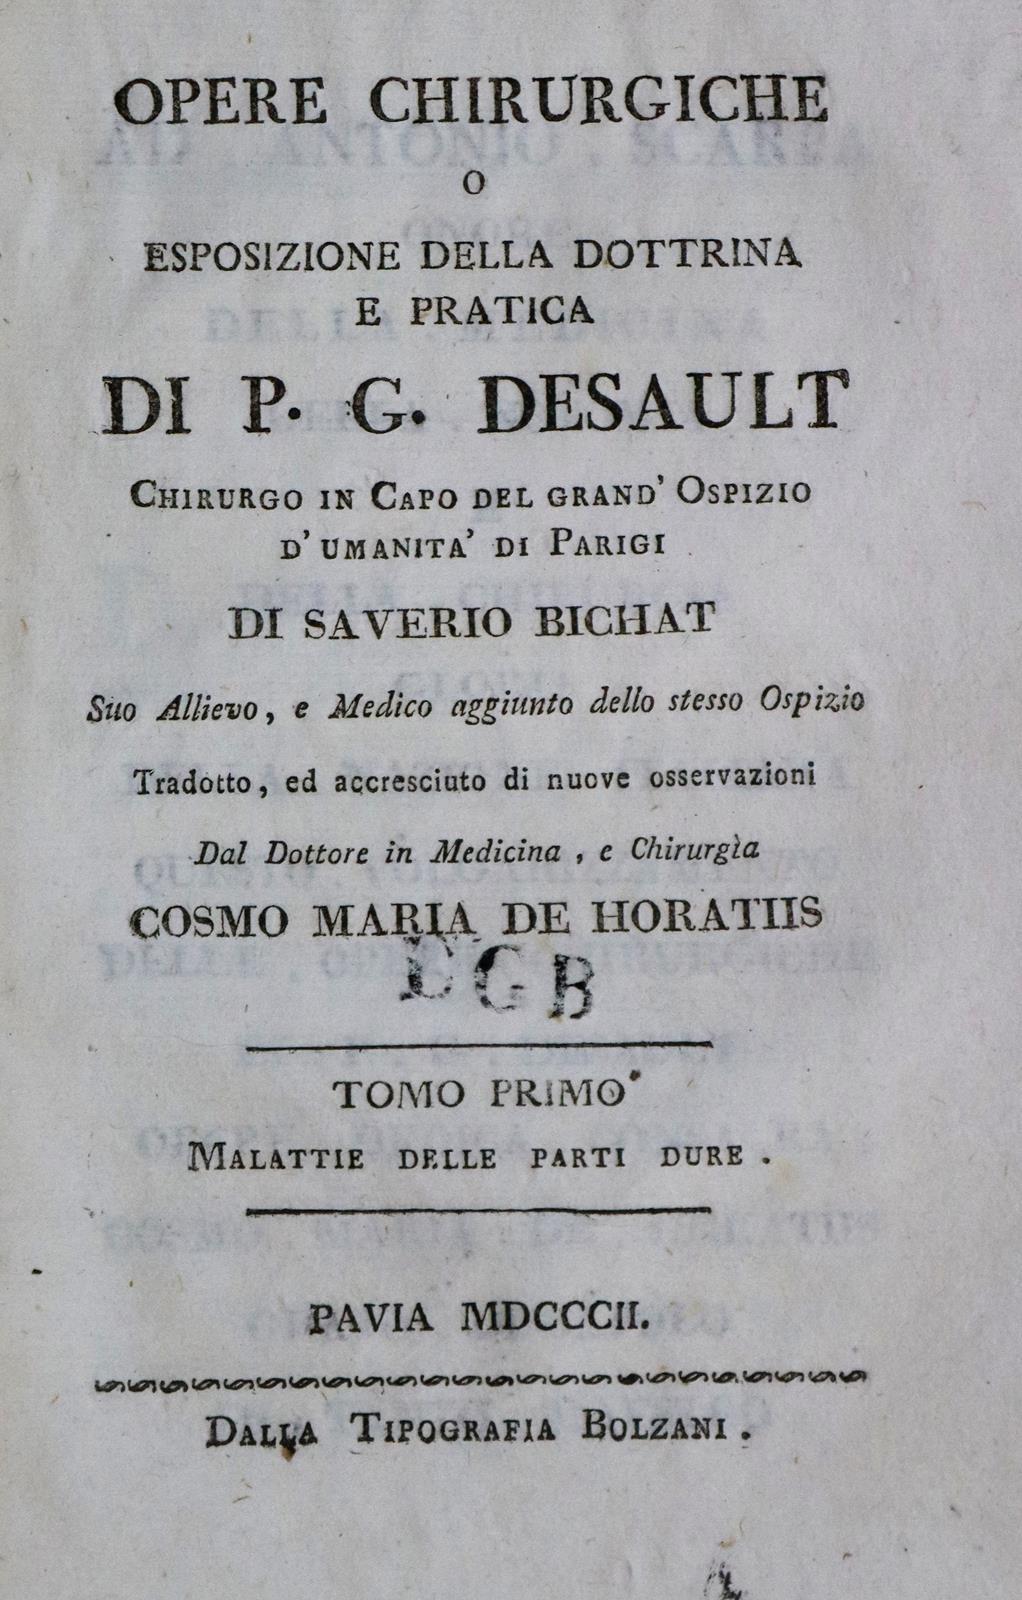 OPERE CHIRURGICHE
O
ESPOSIZIONE DELLA DOTTRINA
E PRATICA
DI P. G. DESAULT
CHIRURGO IN CAPO DEL GRAND' OSPIZIO
D' UMANITA' DI PARIGI
DI SAVERIO BICHAT
Suo Allievo, e Medico aggiunto dello stesso Ospizio
Tradotto, ed accresciuto di nuove osservazioni
Dal Dottore in Medicina, e Chirurgìa
COSMO MARIA DE HORATIIS
D G B
TOMO PRIMO
MALATTIE DELLE PARTI DURE.
PAVIA MDCCCII.
DALLA TIPOGRAFIA BOLZANI.